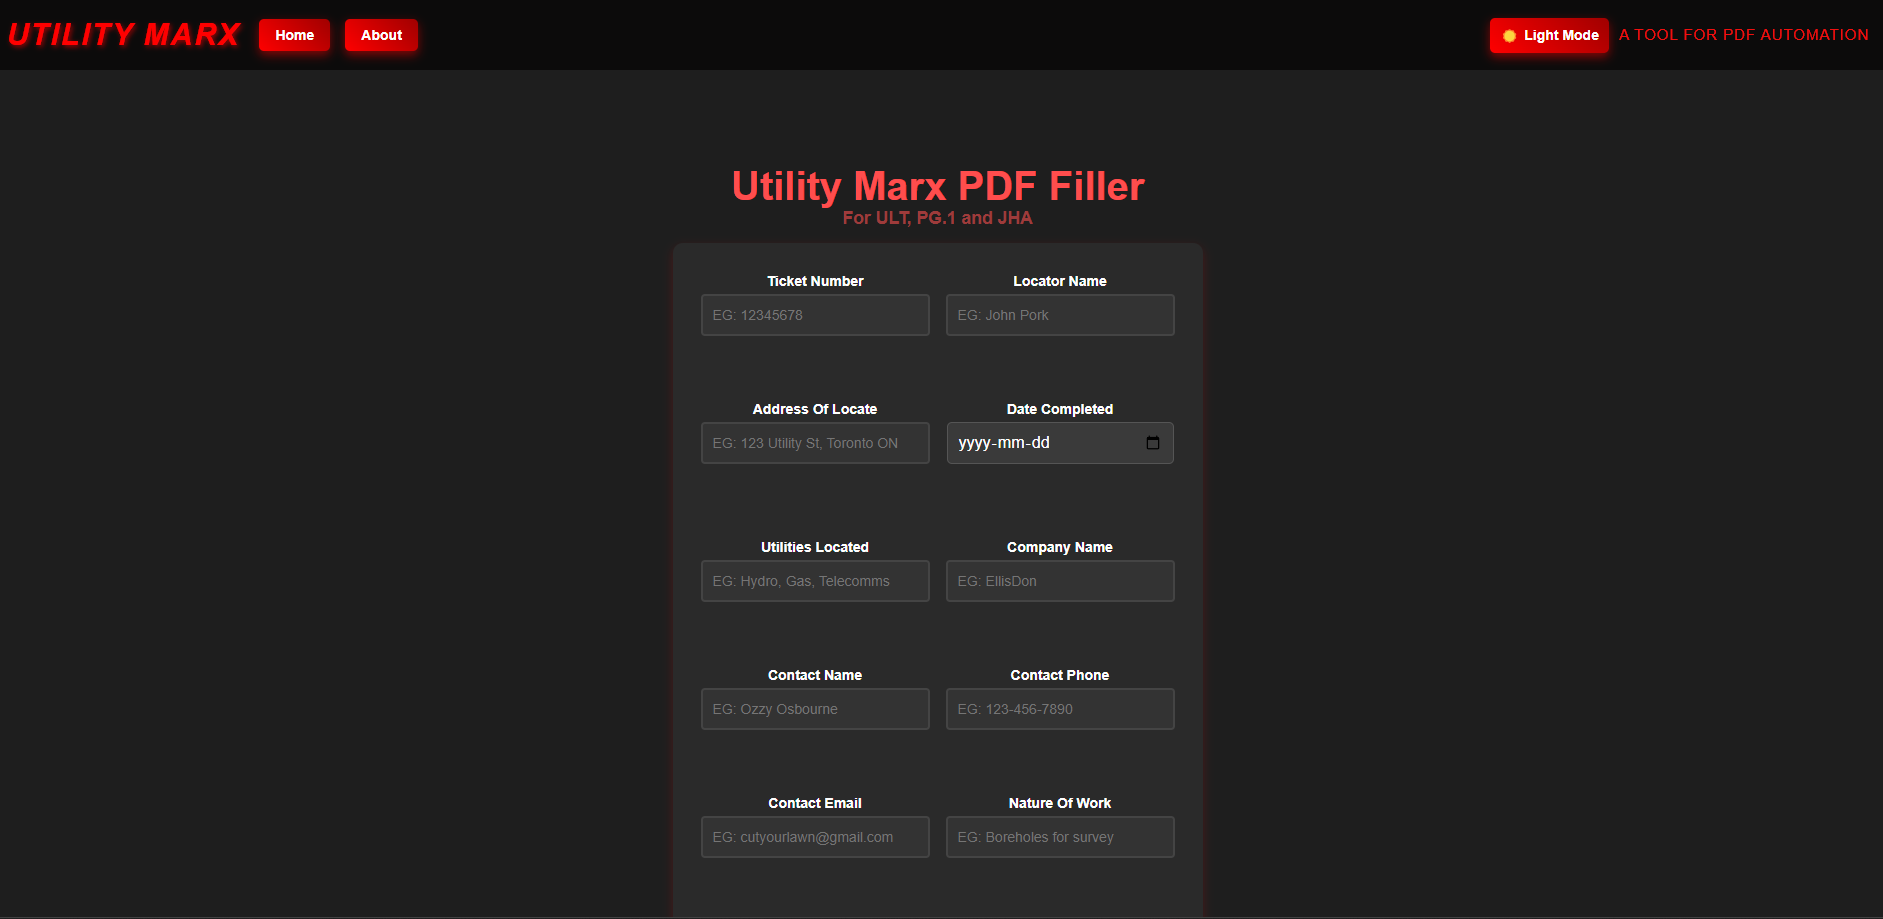 UTILITY MARX
Home
About
Light Mode
A TOOL FOR PDF AUTOMATION
Utility Marx PDF Filler
For ULT, PG.1 and JHA
Ticket Number
Locator Name
EG: 12345678
EG: John Pork
Address Of Locate
Date Completed
EG: 123 Utility St, Toronto ON
yyyy-mm-dd
Utilities Located
Company Name
EG: Hydro, Gas, Telecomms
EG: EllisDon
Contact Name
Contact Phone
EG: Ozzy Osbourne
EG: 123-456-7890
Contact Email
Nature Of Work
EG: cutyourlawn@gmail.com
EG: Boreholes for survey